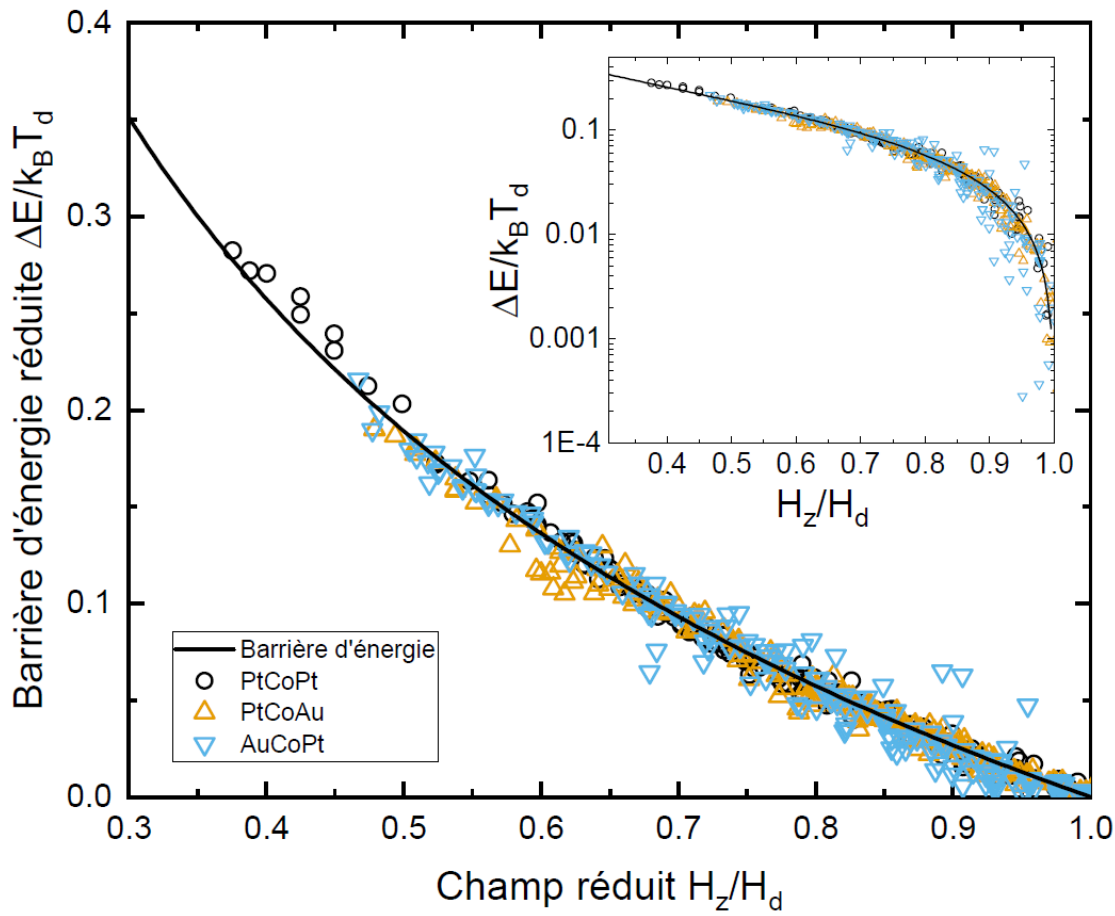 0.4
0.3
0.2
0.1
0.0
0.3 0.4 0.5 0.6 0.7 0.8 0.9 1.0
Barrière d'énergie réduite ΔE/k_BT_d
Champ réduit H_z/H_d
Barrière d'énergie
PtCoPt
PtCoAu
AuCoPt
0.1
0.01
0.001
1E-4
0.4 0.5 0.6 0.7 0.8 0.9 1.0
ΔE/k_BT_d
H_z/H_d